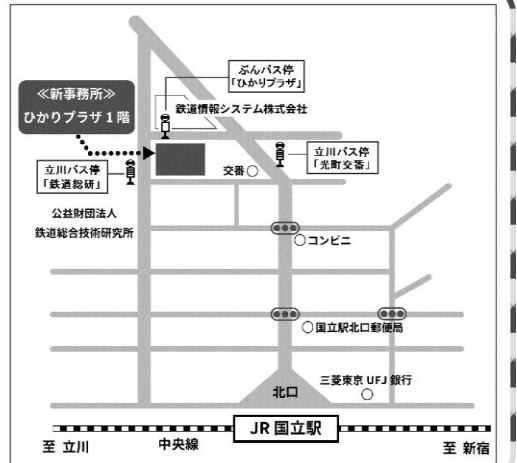 ぶんバス停
「ひかりプラザ」
≪新事務所≫
ひかりプラザ1階
鉄道情報システム株式会社
立川バス停
「鉄道総研」
交番
立川バス停
「光町交番」
公益財団法人
鉄道総合技術研究所
コンビニ
国立駅北口郵便局
三菱東京UFJ銀行
北口
JR国立駅
至 立川
中央線
至 新宿